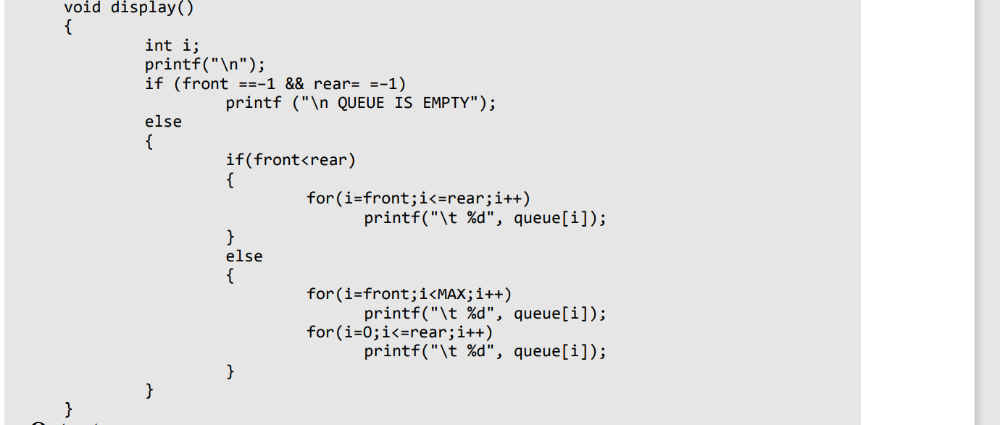 void display()
{
int i;
printf("\n");
if (front ==-1 && rear= =-1)
printf ("\n QUEUE IS EMPTY");
else
{
if(front<rear)
{
for(i=front;i<=rear;i++)
printf("\t %d", queue[i]);
}
else
{
for(i=front;i<MAX;i++)
printf("\t %d", queue[i]);
for(i=0;i<=rear;i++)
printf("\t %d", queue[i]);
}
}
}